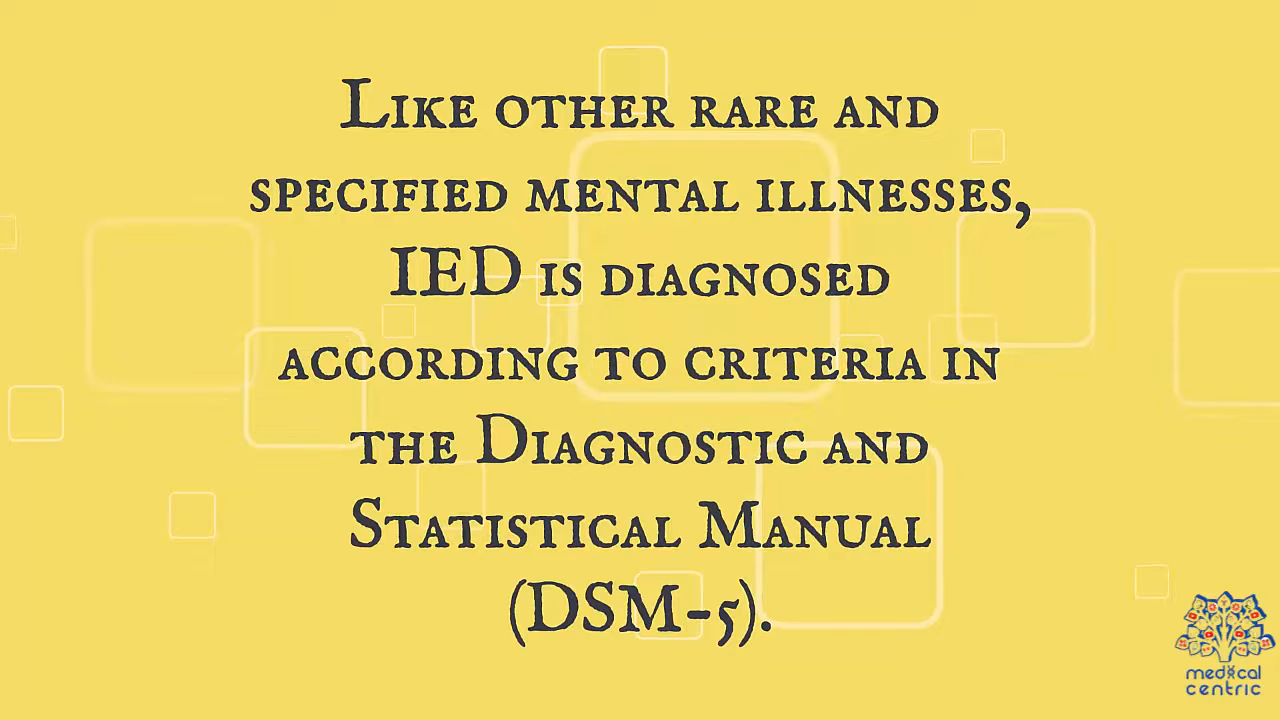 Like other rare and
specified mental illnesses,
IED is diagnosed
according to criteria in
the Diagnostic and
Statistical Manual
(DSM-5).
medical
centric